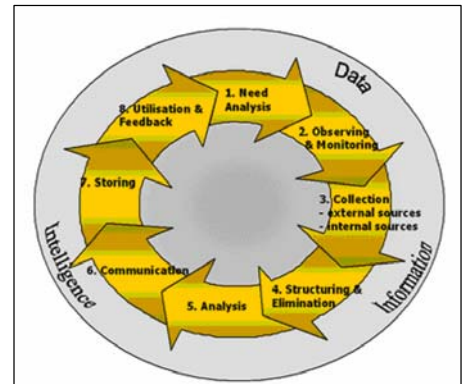 1. Need
Analysis
2. Observing
& Monitoring
3. Collection
- external sources
- internal sources
4. Structuring &
Elimination
5. Analysis
6. Communication
7. Storing
8. Utilisation &
Feedback
Data
Information
Intelligence